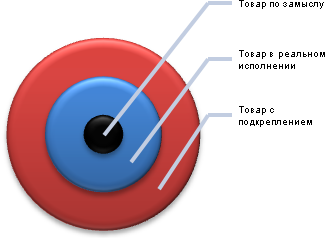 Товар по замыслу
Товар в реальном
исполнении
Товар с
подкреплением